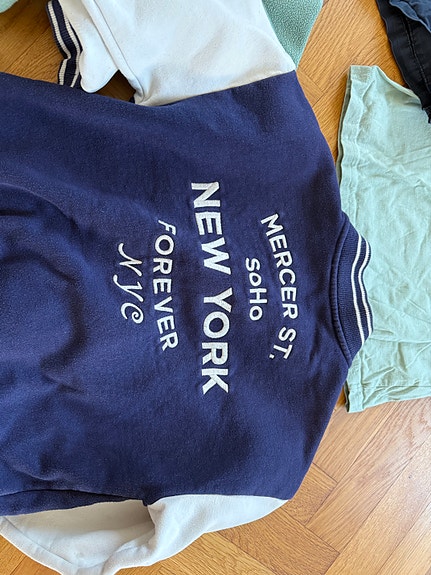 MERCER ST.
SoHo
NEW YORK
FOREVER
NYC